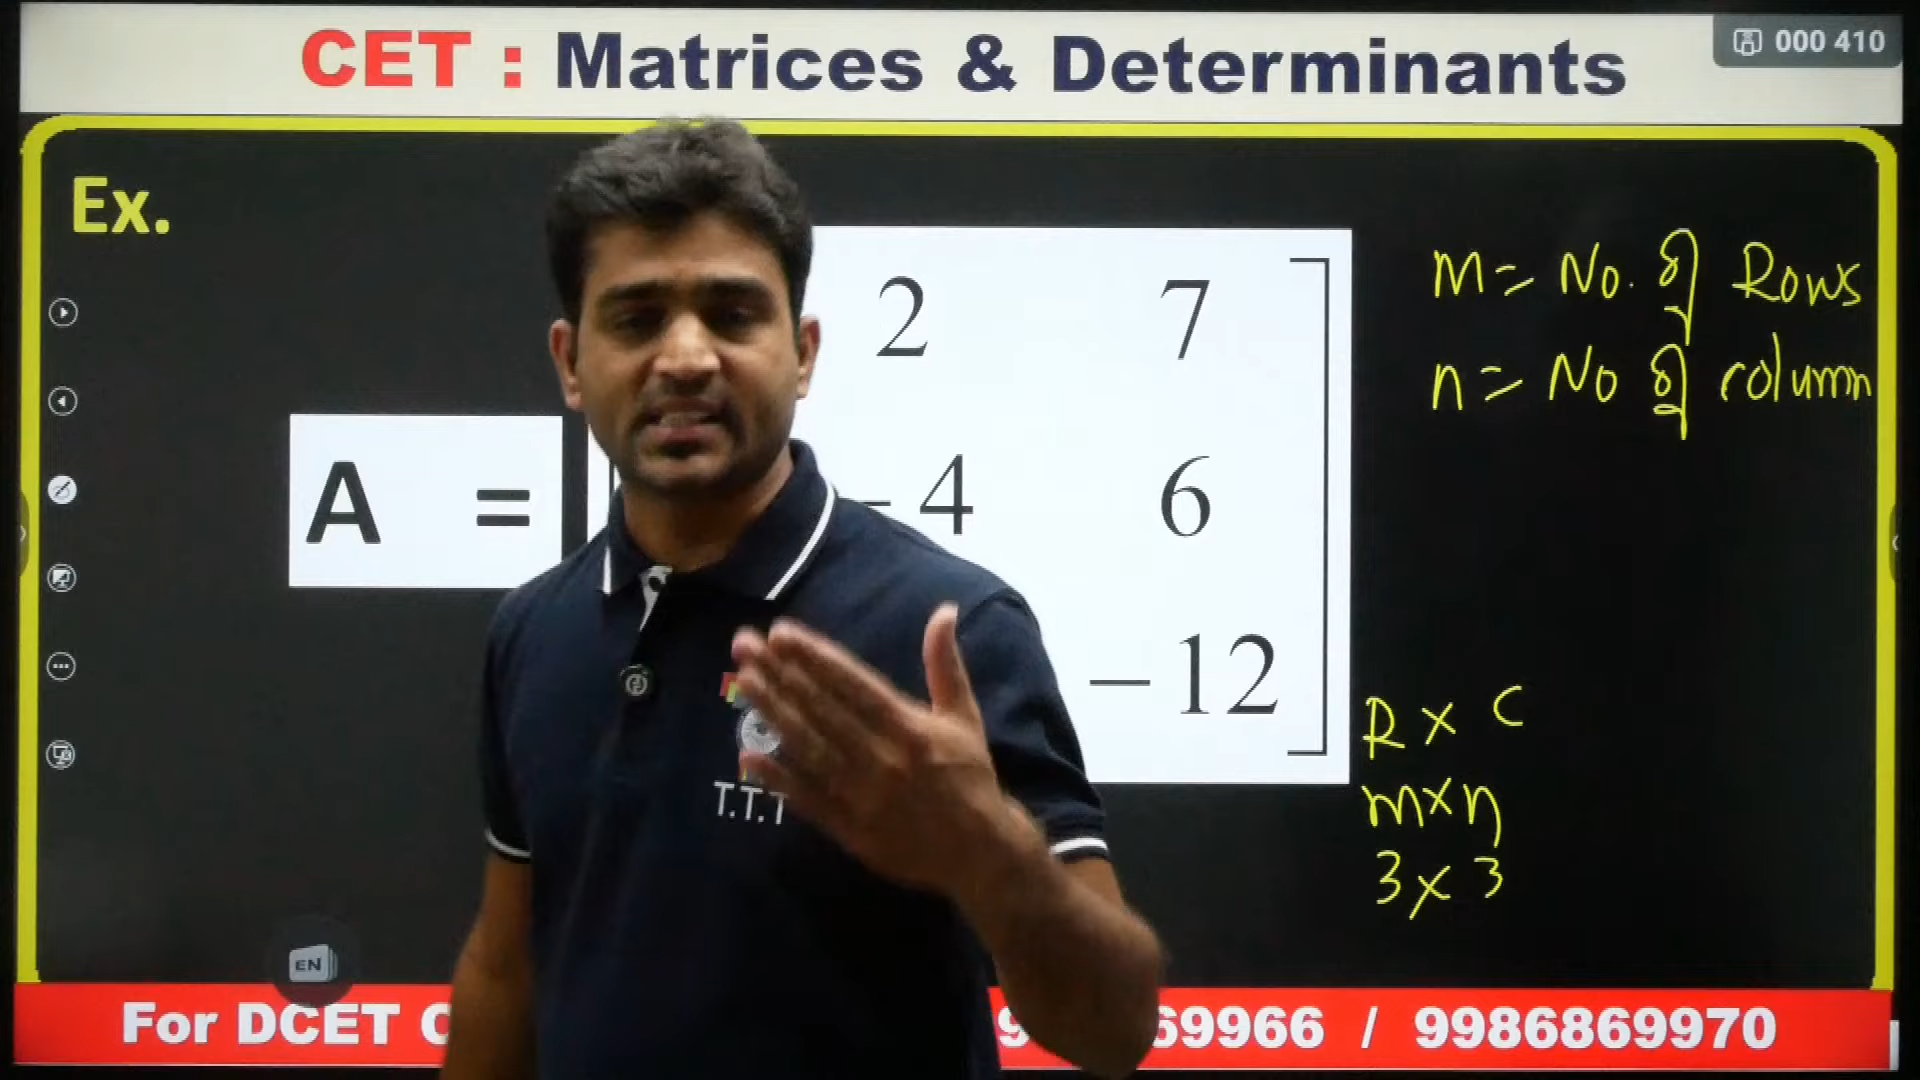 CET : Matrices & Determinants
000 410
Ex.
M = No. of Rows
n = No of column
2 7
A = - 4 6
-12
R x C
m x n
3 x 3
T.T.T
EN
For DCET
69966 / 9986869970